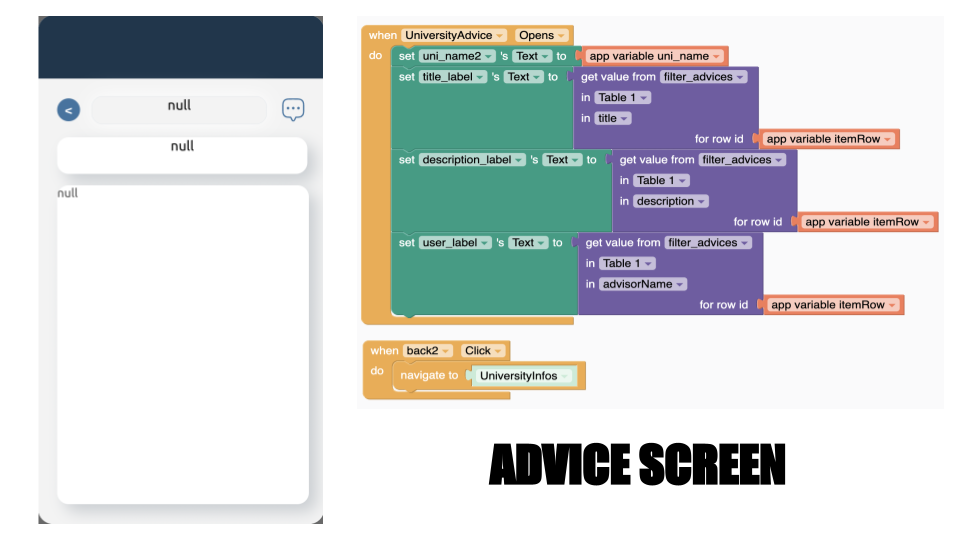 <
null
null
null
when UniversityAdvice Opens
do set uni_name2 's Text to app variable uni_name
set title_label 's Text to get value from filter_advices
in Table 1
in title
for row id app variable itemRow
set description_label 's Text to get value from filter_advices
in Table 1
in description
for row id app variable itemRow
set user_label 's Text to get value from filter_advices
in Table 1
in advisorName
for row id app variable itemRow
when back2 Click
do navigate to UniversityInfos
ADVICE SCREEN